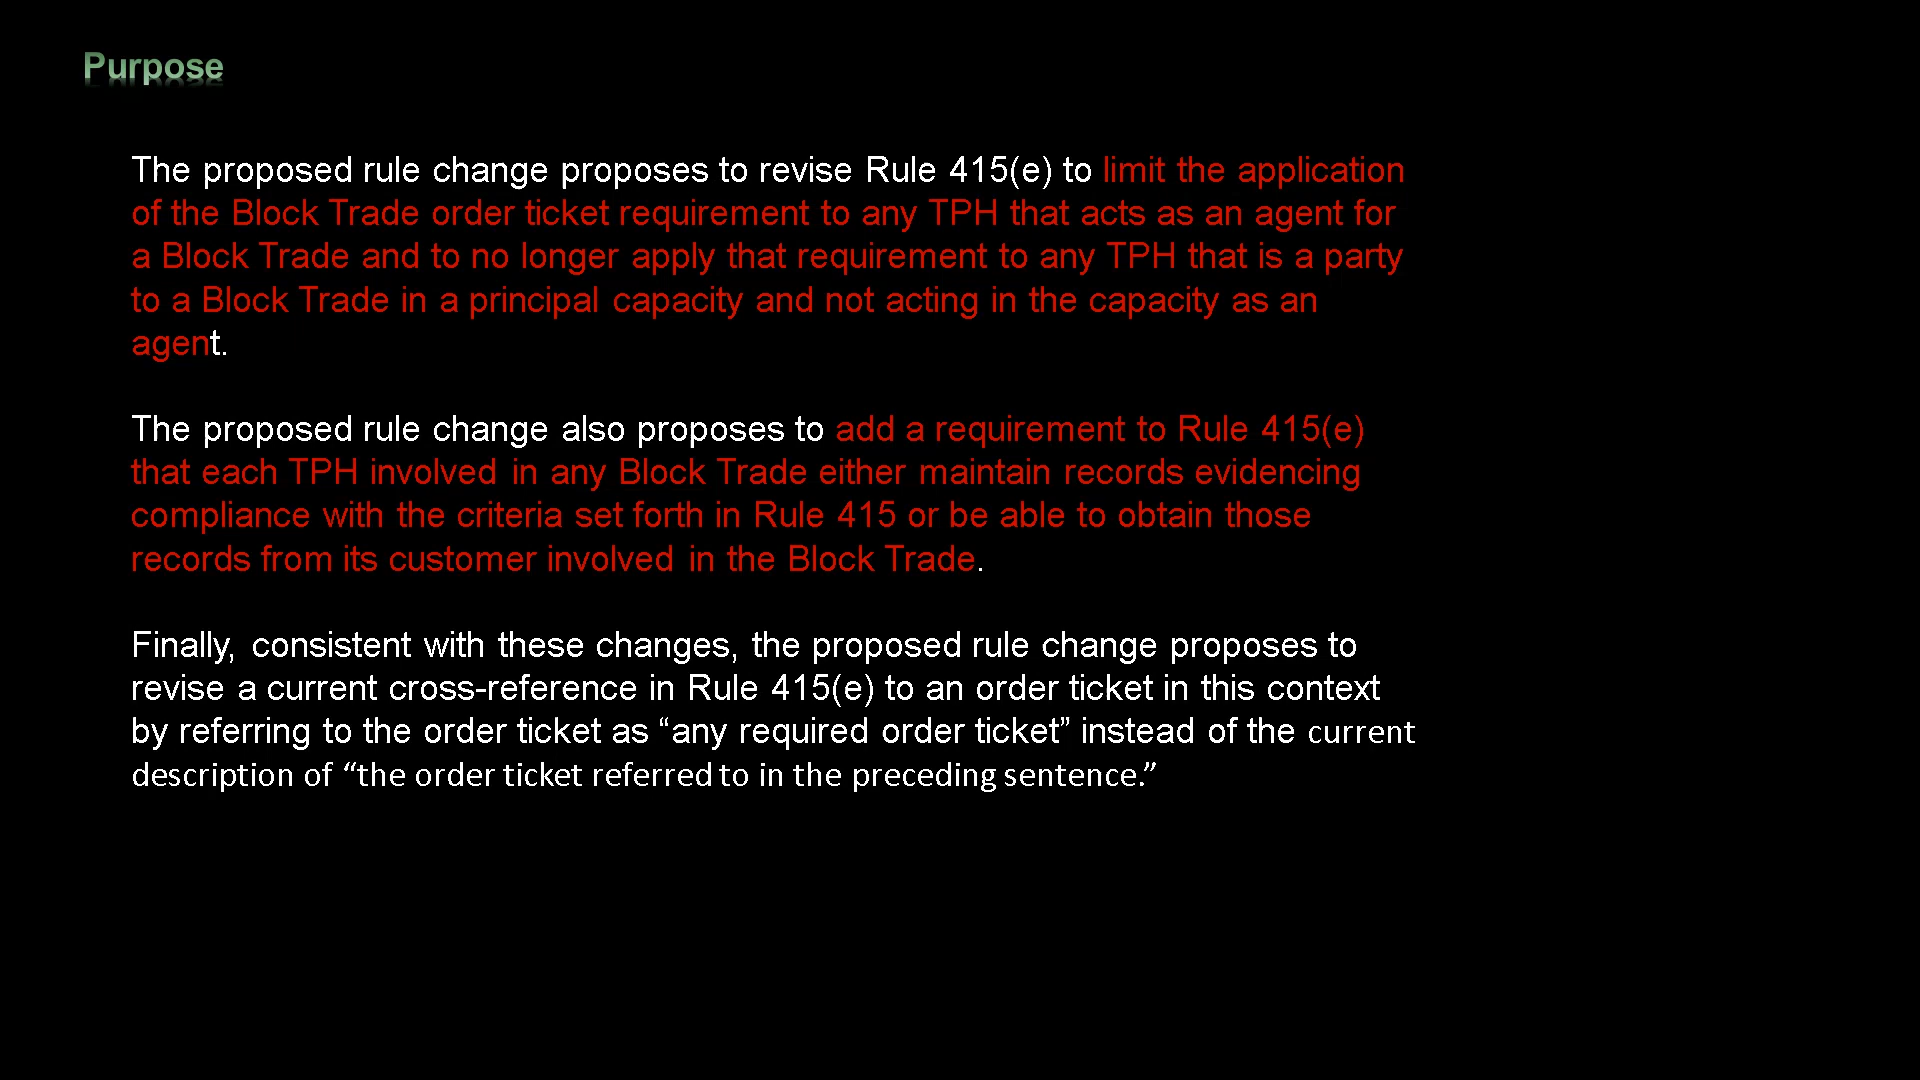 Purpose
The proposed rule change proposes to revise Rule 415(e) to limit the application
of the Block Trade order ticket requirement to any TPH that acts as an agent for
a Block Trade and to no longer apply that requirement to any TPH that is a party
to a Block Trade in a principal capacity and not acting in the capacity as an
agent.
The proposed rule change also proposes to add a requirement to Rule 415(e)
that each TPH involved in any Block Trade either maintain records evidencing
compliance with the criteria set forth in Rule 415 or be able to obtain those
records from its customer involved in the Block Trade.
Finally, consistent with these changes, the proposed rule change proposes to
revise a current cross-reference in Rule 415(e) to an order ticket in this context
by referring to the order ticket as “any required order ticket” instead of the current
description of “the order ticket referred to in the preceding sentence.”